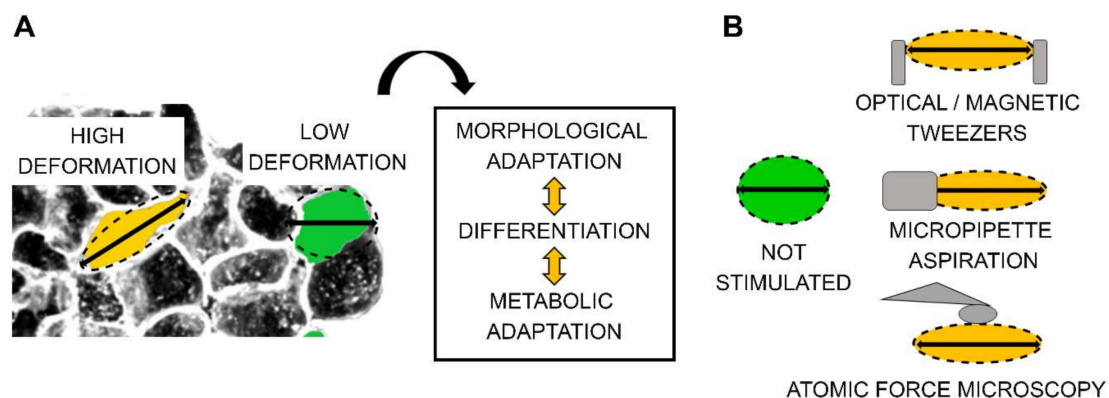 A
HIGH
DEFORMATION
LOW
DEFORMATION
MORPHOLOGICAL
ADAPTATION
DIFFERENTIATION
METABOLIC
ADAPTATION
B
OPTICAL / MAGNETIC
TWEEZERS
NOT
STIMULATED
MICROPIPETTE
ASPIRATION
ATOMIC FORCE MICROSCOPY